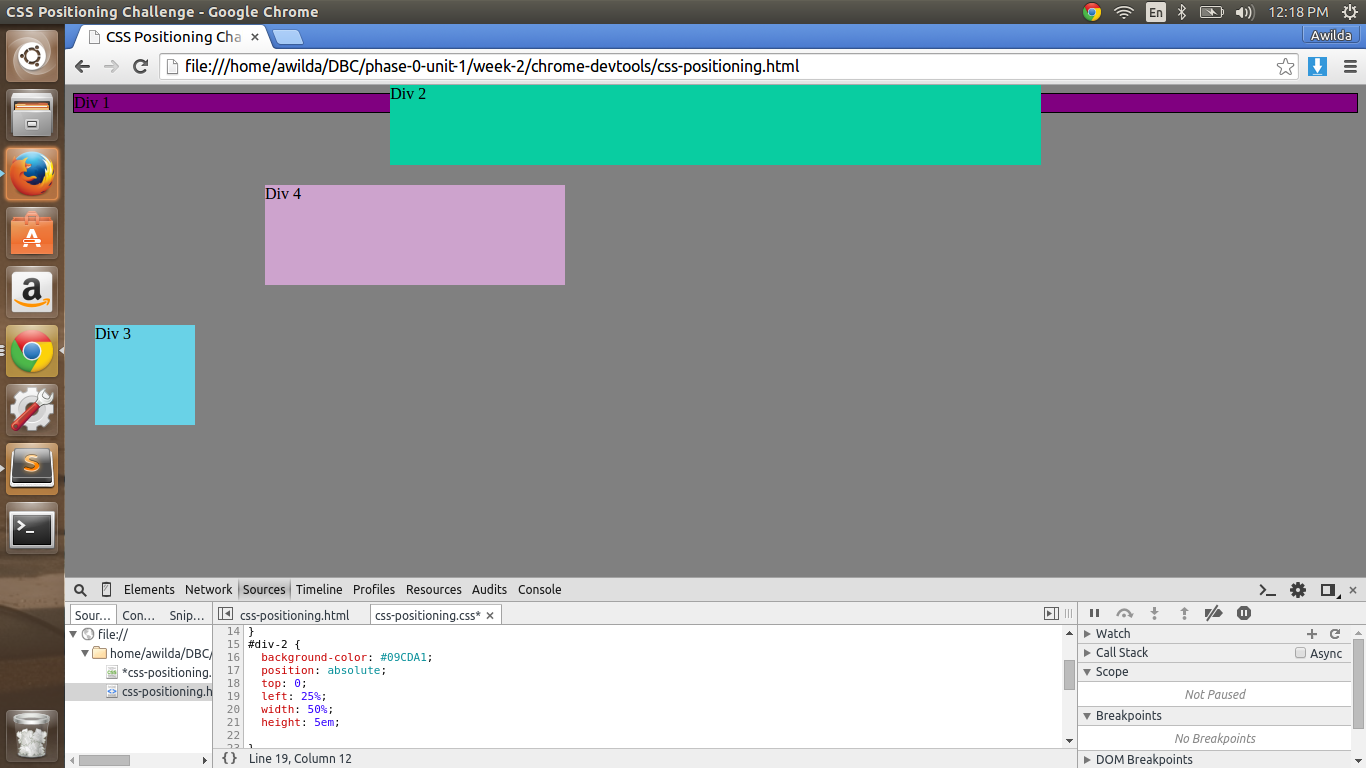 CSS Positioning Challenge - Google Chrome
En
12:18 PM
CSS Positioning Cha
Awilda
file:///home/awilda/DBC/phase-0-unit-1/week-2/chrome-devtools/css-positioning.html
Div 1
Div 2
Div 4
Div 3
Elements Network Sources Timeline Profiles Resources Audits Console
Sour... Con... Snip...
css-positioning.html
css-positioning.css*
file://
home/awilda/DBC/
*css-positioning.
css-positioning.h
14 }
15 #div-2 {
16 background-color: #09CDA1;
17 position: absolute;
18 top: 0;
19 left: 25%;
20 width: 50%;
21 height: 5em;
22
23 }
{} Line 19, Column 12
Watch
Call Stack
Async
Scope
Not Paused
Breakpoints
No Breakpoints
DOM Breakpoints